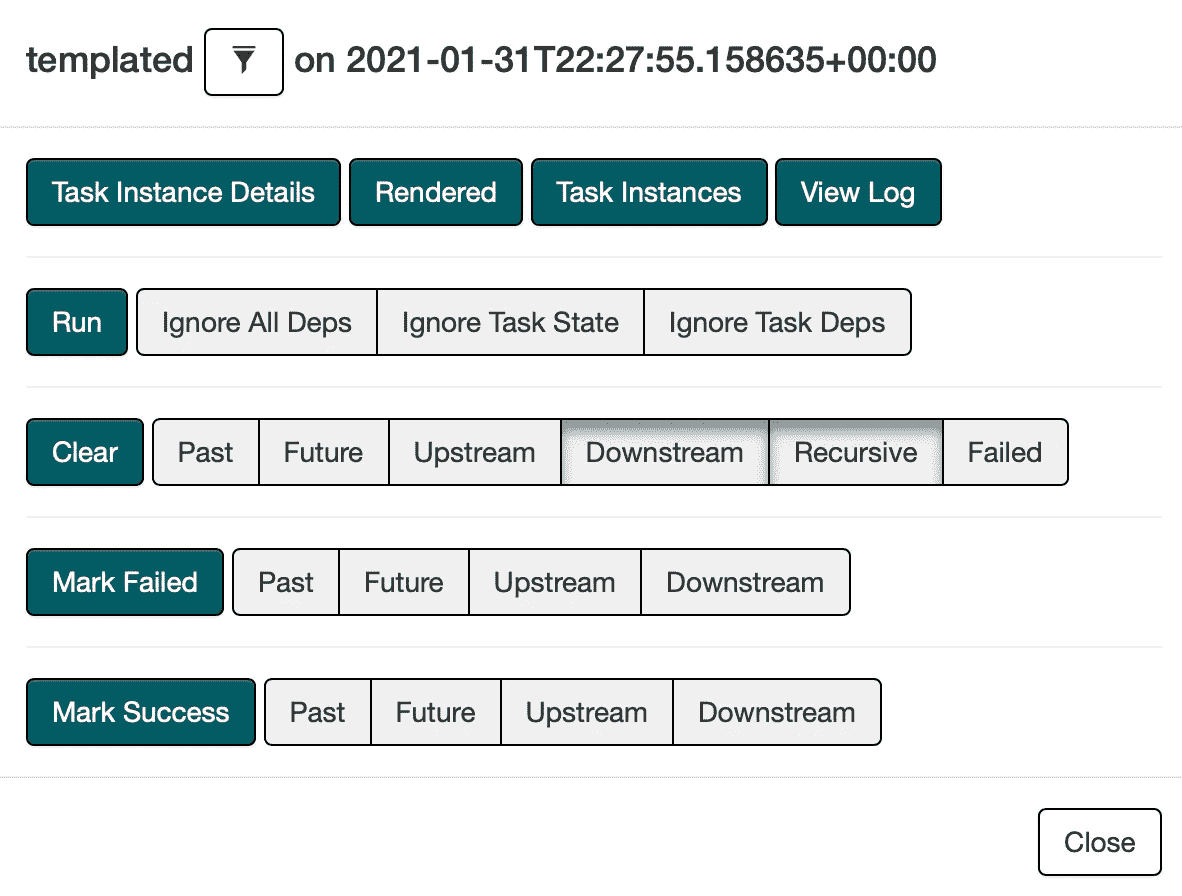 templated on 2021-01-31T22:27:55.158635+00:00
Task Instance Details Rendered Task Instances View Log
Run Ignore All Deps Ignore Task State Ignore Task Deps
Clear Past Future Upstream Downstream Recursive Failed
Mark Failed Past Future Upstream Downstream
Mark Success Past Future Upstream Downstream
Close